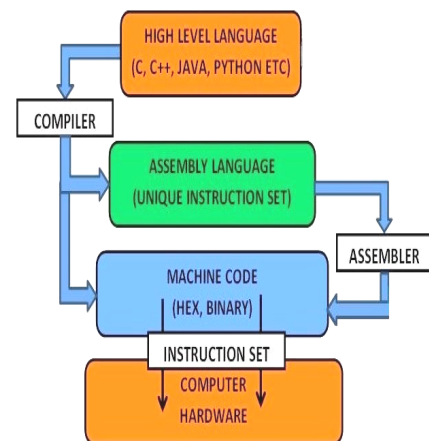 HIGH LEVEL LANGUAGE
(C, C++, JAVA, PYTHON ETC)
COMPILER
ASSEMBLY LANGUAGE
(UNIQUE INSTRUCTION SET)
ASSEMBLER
MACHINE CODE
(HEX, BINARY)
INSTRUCTION SET
COMPUTER
HARDWARE